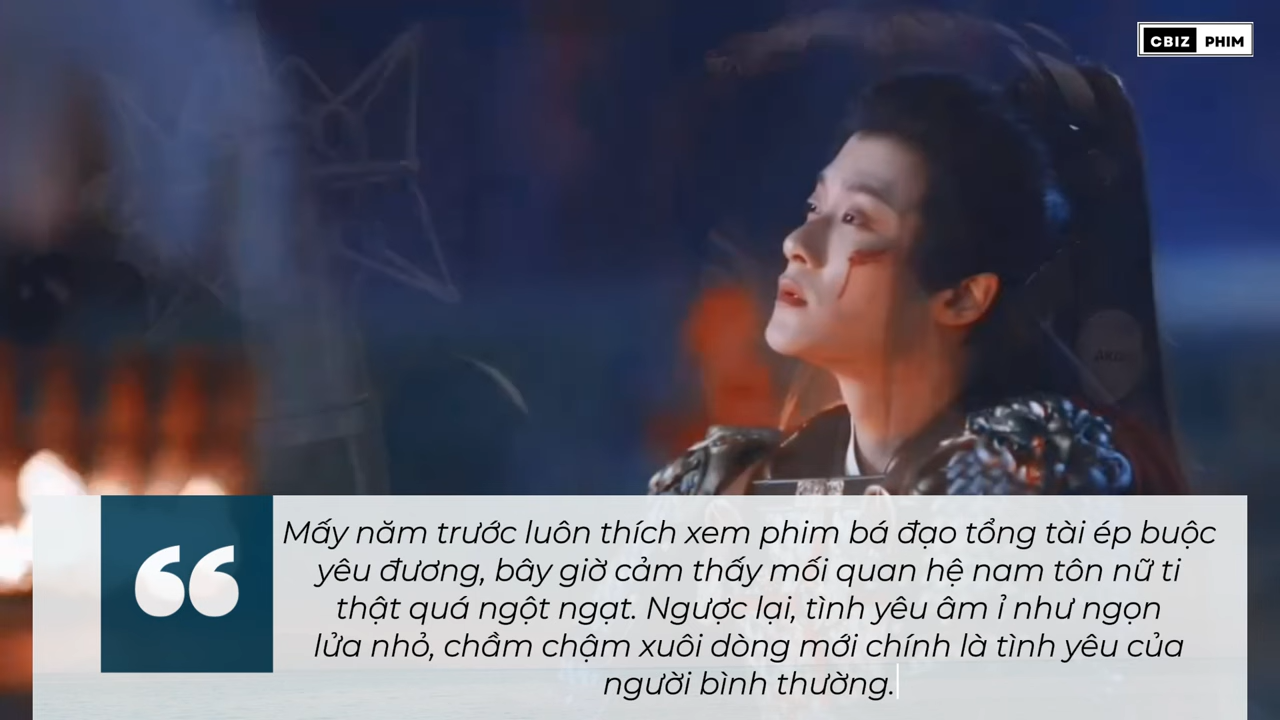 CBIZ PHIM
Mấy năm trước luôn thích xem phim bá đạo tổng tài ép buộc
yêu đương, bây giờ cảm thấy mối quan hệ nam tôn nữ ti
thật quá ngột ngạt. Ngược lại, tình yêu âm ỉ như ngọn
lửa nhỏ, chầm chậm xuôi dòng mới chính là tình yêu của
người bình thường.